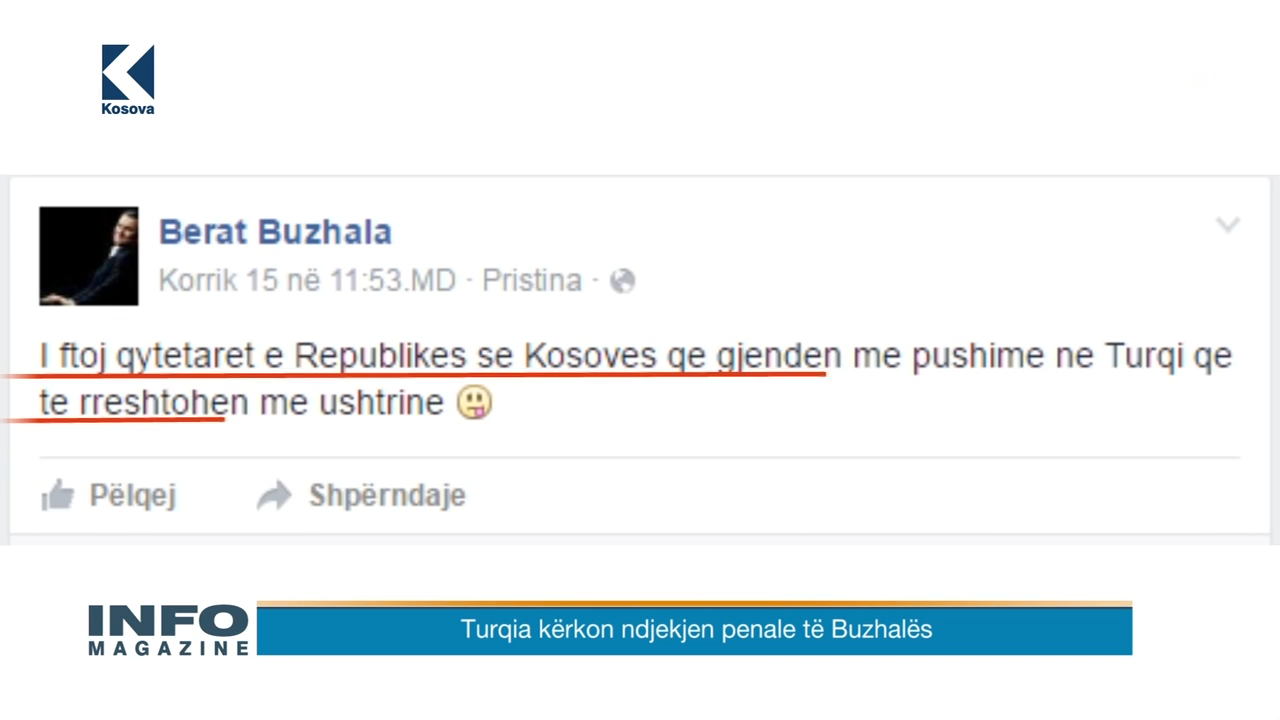 Kosova
Berat Buzhala
Korrik 15 në 11:53.MD · Pristina ·
I ftoj qytetaret e Republikes se Kosoves qe gjenden me pushime ne Turqi qe
te rreshtohen me ushtrine 😛
Pëlqej Shpërndaje
INFO
MAGAZINE
Turqia kërkon ndjekjen penale të Buzhalës